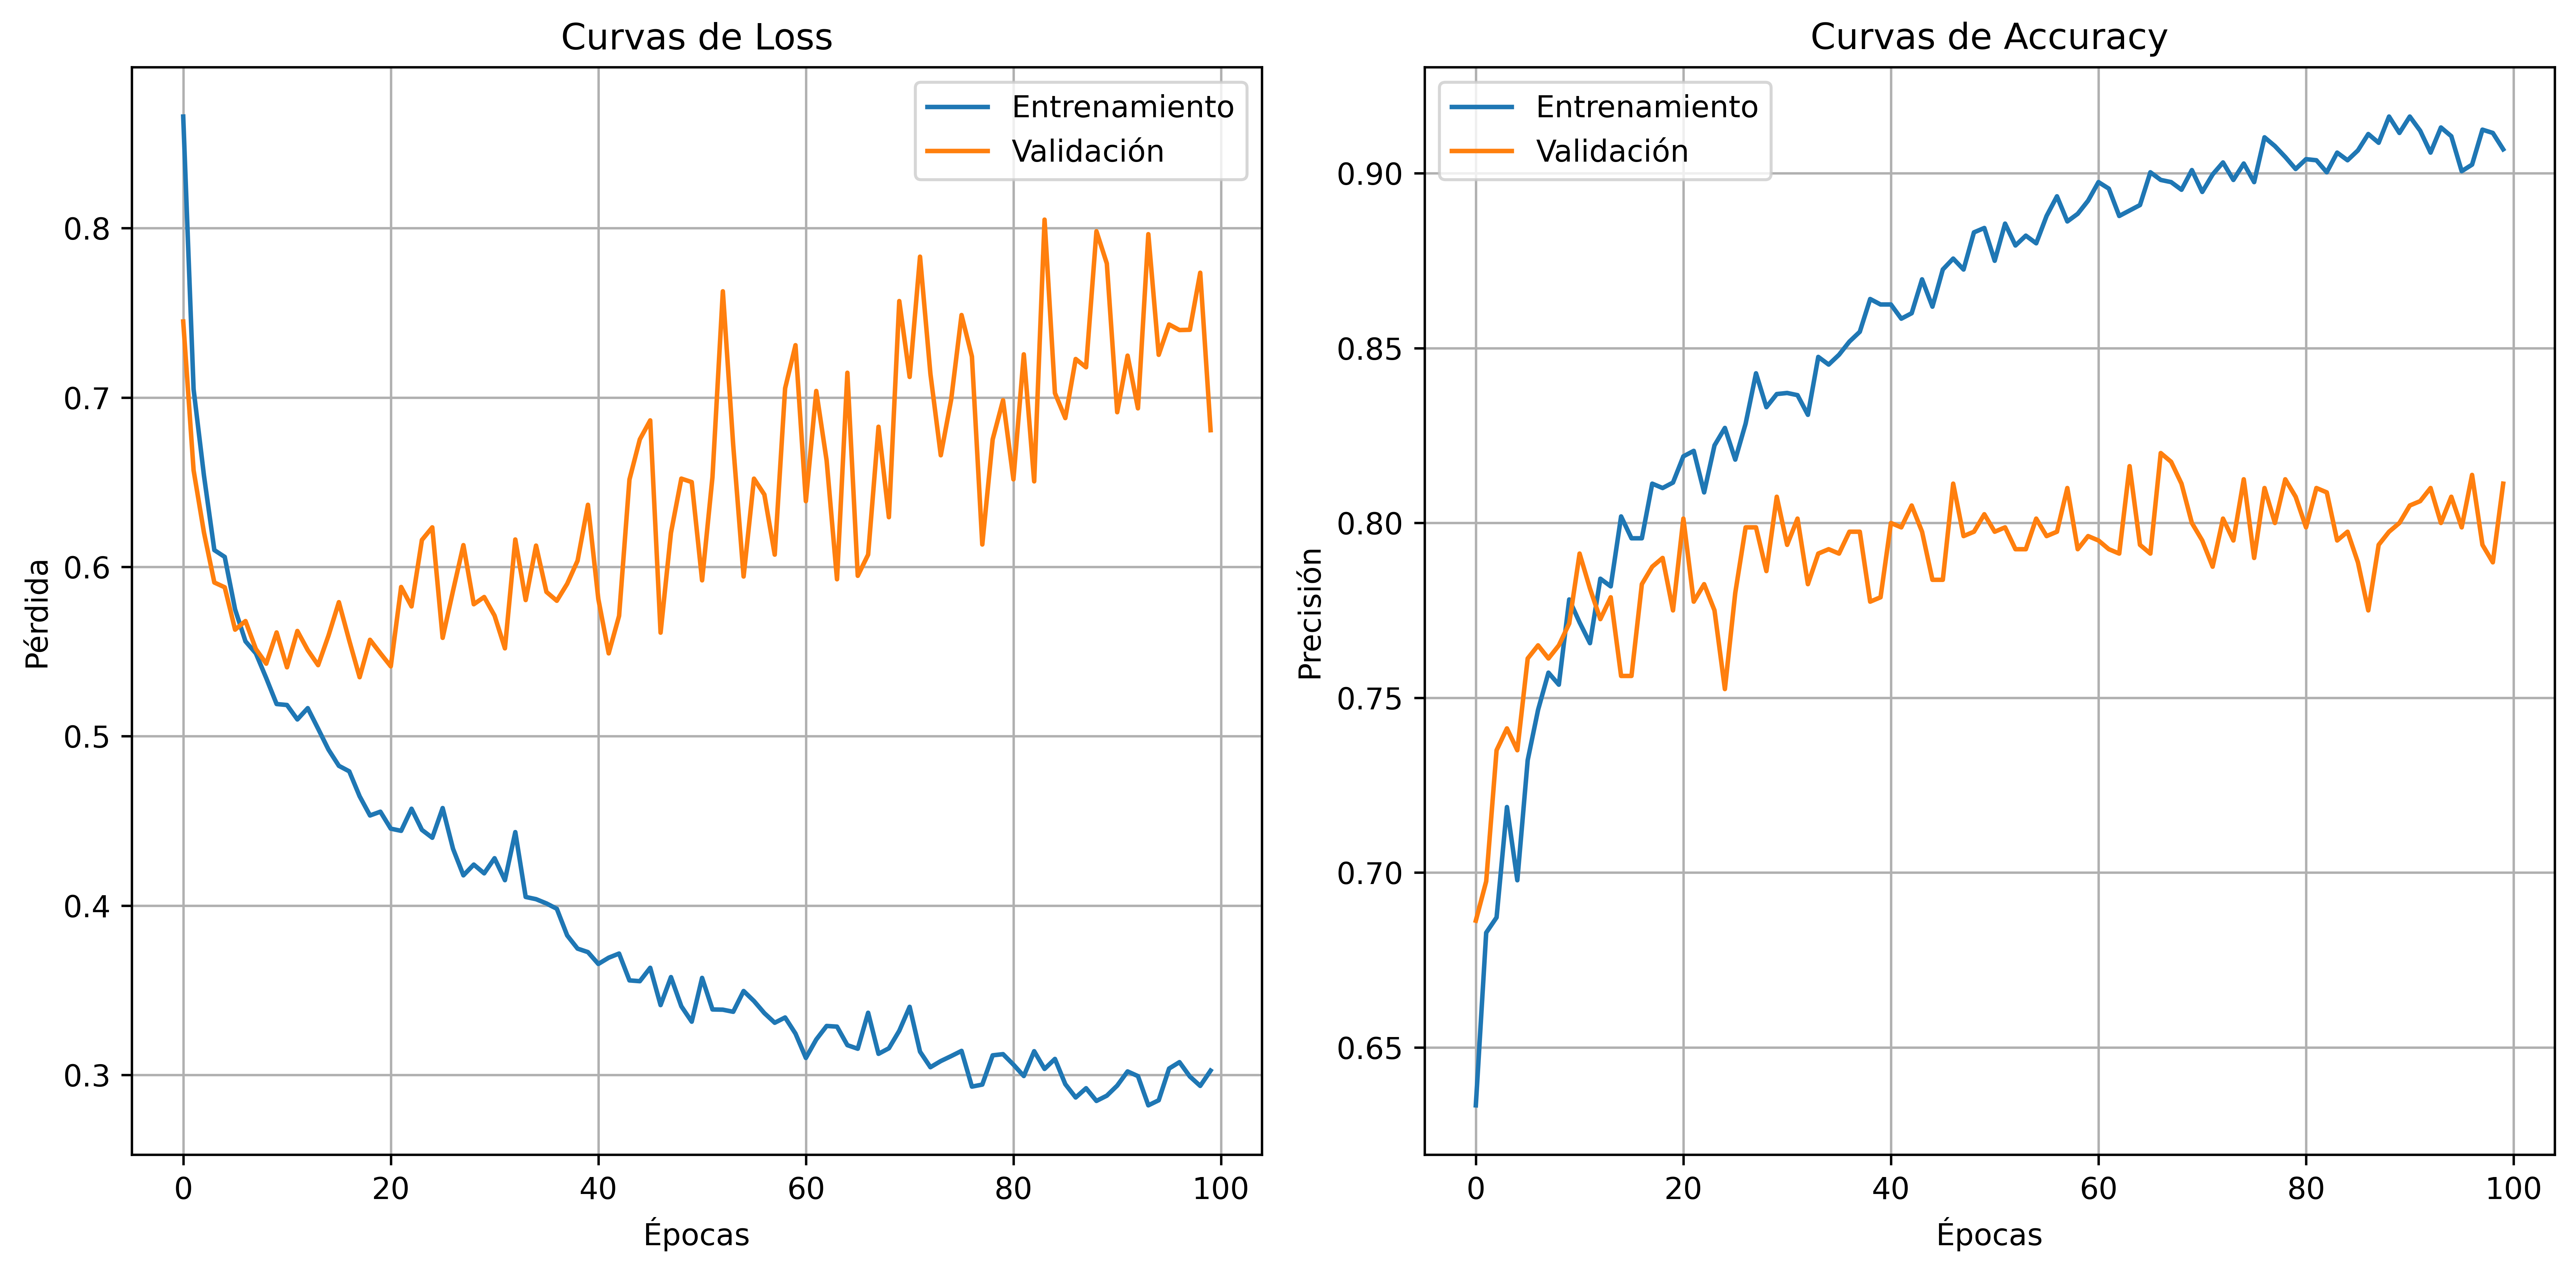 Curvas de Loss
Entrenamiento
Validación
0.8
0.7
0.6
0.5
0.4
0.3
Pérdida
0 20 40 60 80 100
Épocas
Curvas de Accuracy
Entrenamiento
Validación
0.90
0.85
0.80
0.75
0.70
0.65
Precisión
0 20 40 60 80 100
Épocas